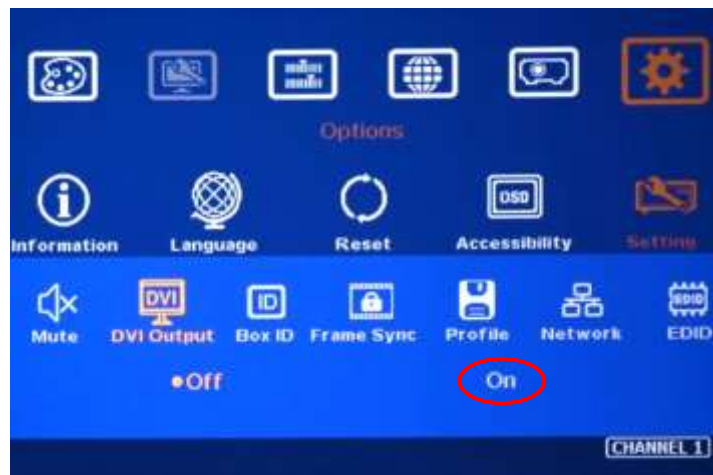 Options
Information Language Reset OSD Accessibility Setting
Mute DVI DVI Output ID Box ID Frame Sync Profile Network EDID EDID
Off On
CHANNEL 1